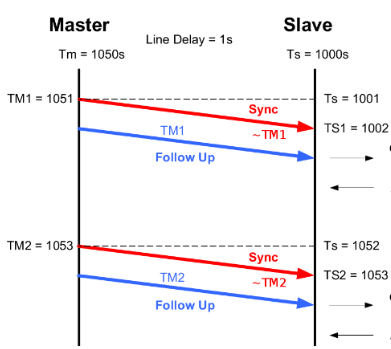 Master Slave
Line Delay = 1s
Tm = 1050s Ts = 1000s
TM1 = 1051 Ts = 1001
Sync
TM1 ~TM1 TS1 = 1002
Follow Up
TM2 = 1053 Ts = 1052
Sync
TM2 ~TM2 TS2 = 1053
Follow Up